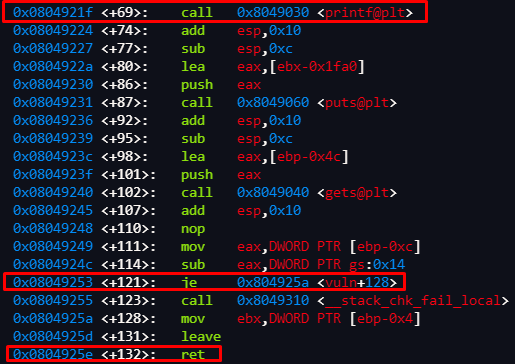 0x0804921f <+69>: call 0x8049030 <printf@plt>
0x08049224 <+74>: add esp,0x10
0x08049227 <+77>: sub esp,0xc
0x0804922a <+80>: lea eax,[ebx-0x1fa0]
0x08049230 <+86>: push eax
0x08049231 <+87>: call 0x8049060 <puts@plt>
0x08049236 <+92>: add esp,0x10
0x08049239 <+95>: sub esp,0xc
0x0804923c <+98>: lea eax,[ebp-0x4c]
0x0804923f <+101>: push eax
0x08049240 <+102>: call 0x8049040 <gets@plt>
0x08049245 <+107>: add esp,0x10
0x08049248 <+110>: nop
0x08049249 <+111>: mov eax,DWORD PTR [ebp-0xc]
0x0804924c <+114>: sub eax,DWORD PTR gs:0x14
0x08049253 <+121>: je 0x804925a <vuln+128>
0x08049255 <+123>: call 0x8049310 <__stack_chk_fail_local>
0x0804925a <+128>: mov ebx,DWORD PTR [ebp-0x4]
0x0804925d <+131>: leave
0x0804925e <+132>: ret